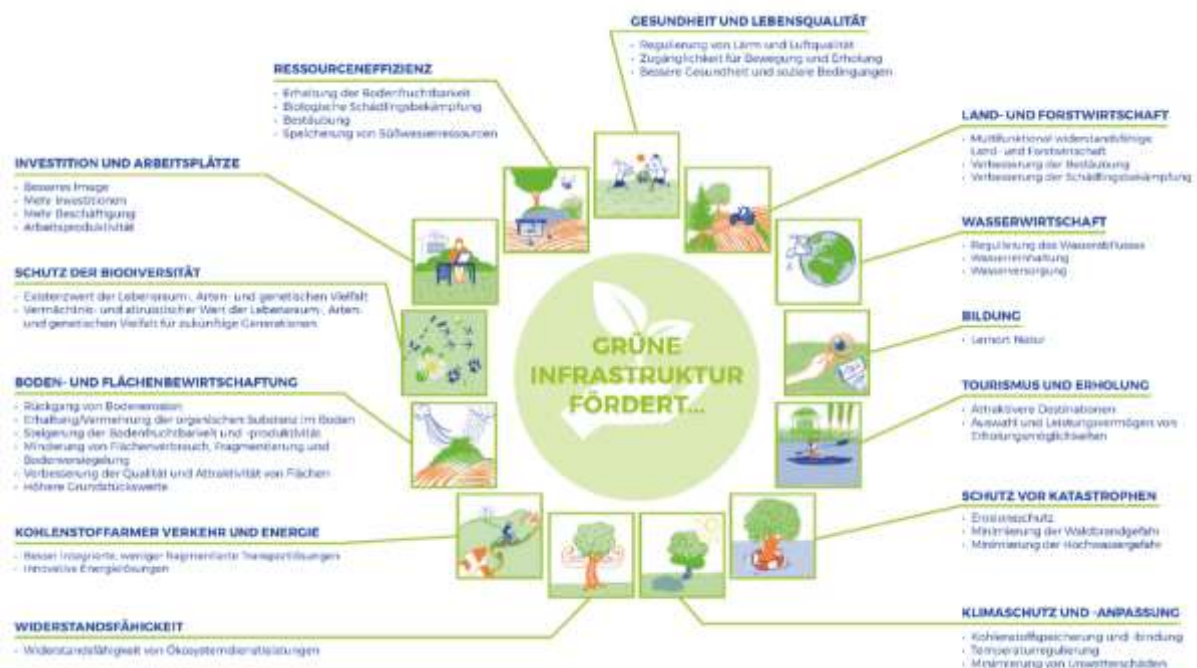 GESUNDHEIT UND LEBENSQUALITÄT
- Regulierung von Lärm und Luftqualität
- Zugänglichkeit für Bewegung und Erholung
- Bessere Gesundheit und soziale Bedingungen
RESSOURCENEFFIZIENZ
- Erhaltung der Bodenfruchtbarkeit
- Biologische Schädlingsbekämpfung
- Bestäubung
- Speicherung von Süßwasserressourcen
LAND- UND FORSTWIRTSCHAFT
- Multifunktional widerstandsfähige
Land- und Forstwirtschaft
- Verbesserung der Bestäubung
- Verbesserung der Schädlingsbekämpfung
INVESTITION UND ARBEITSPLÄTZE
- Besseres Image
- Mehr Investitionen
- Mehr Beschäftigung
- Arbeitsproduktivität
WASSERWIRTSCHAFT
- Regulierung des Wasserabflusses
- Wassereinhaltung
- Wasserversorgung
SCHUTZ DER BIODIVERSITÄT
- Existenzwert der Lebensraum-, Arten- und genetischen Vielfalt
- Vermächtnis- und altruistischer Wert der Lebensraum-, Arten-
und genetischen Vielfalt für zukünftige Generationen
BILDUNG
- Lernort Natur
GRÜNE
INFRASTRUKTUR
FÖRDERT...
BODEN- UND FLÄCHENBEWIRTSCHAFTUNG
- Rückgang von Bodenerosion
- Erhaltung/Vermehrung der organischen Substanz im Boden
- Steigerung der Bodenfruchtbarkeit und -produktivität
- Minderung von Flächenverbrauch, Fragmentierung und
Bodenversiegelung
- Verbesserung der Qualität und Attraktivität von Flächen
- Höhere Grundstückswerte
TOURISMUS UND ERHOLUNG
- Attraktivere Destinationen
- Auswahl und Leistungsvermögen von
Erholungsmöglichkeiten
SCHUTZ VOR KATASTROPHEN
- Erosionsschutz
- Minimierung der Waldbrandgefahr
- Minimierung der Hochwassergefahr
KOHLENSTOFFARMER VERKEHR UND ENERGIE
- Besser integrierte, weniger fragmentierte Transportlösungen
- Innovative Energielösungen
WIDERSTANDSFÄHIGKEIT
- Widerstandsfähigkeit von Ökosystemdienstleistungen
KLIMASCHUTZ UND -ANPASSUNG
- Kohlenstoffspeicherung und -bindung
- Temperaturregulierung
- Minimierung von Unwetterschäden